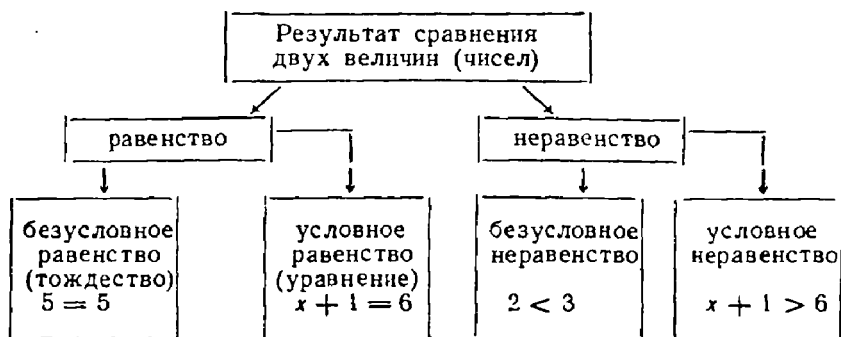 Результат сравнения
двух величин (чисел)
равенство
неравенство
безусловное
равенство
(тождество)
5 = 5
условное
равенство
(уравнение)
x + 1 = 6
безусловное
неравенство
2 < 3
условное
неравенство
x + 1 > 6